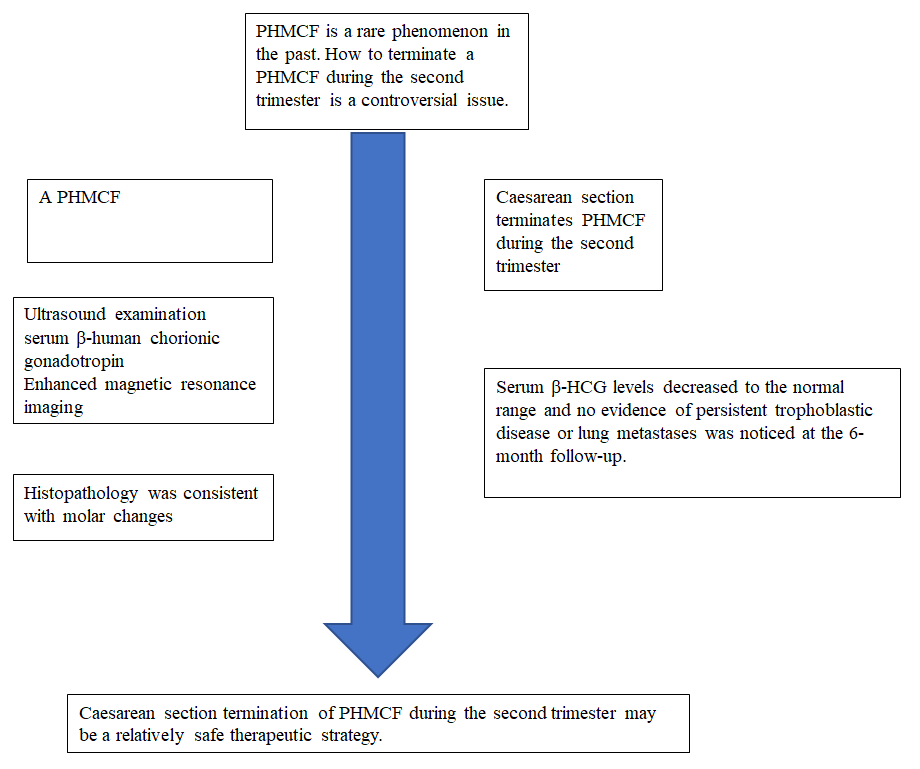 PHMCF is a rare phenomenon in
the past. How to terminate a
PHMCF during the second
trimester is a controversial issue.
A PHMCF
Ultrasound examination
serum β-human chorionic
gonadotropin
Enhanced magnetic resonance
imaging
Histopathology was consistent
with molar changes
Caesarean section
terminates PHMCF
during the second
trimester
Serum β-HCG levels decreased to the normal
range and no evidence of persistent trophoblastic
disease or lung metastases was noticed at the 6-
month follow-up.
Caesarean section termination of PHMCF during the second trimester may
be a relatively safe therapeutic strategy.